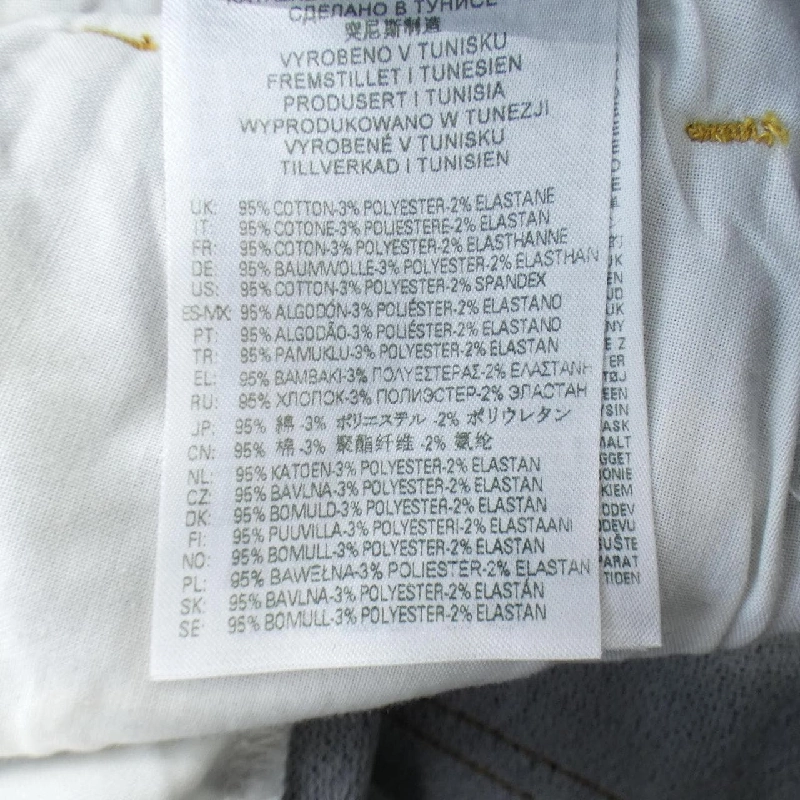 СДЕЛАНО В ТУНИСЕ
突尼斯制造
VYROBENO V TUNISKU
FREMSTILLET I TUNESIEN
PRODUSERT I TUNISIA
WYPRODUKOWANO W TUNEZJI
VYROBENÉ V TUNISKU
TILLVERKAD I TUNISIEN
UK: 95% COTTON-3% POLYESTER-2% ELASTANE
IT: 95% COTONE-3% POLIESTERE-2% ELASTAN
FR: 95% COTON-3% POLYESTER-2% ELASTHANNE
DE: 95% BAUMWOLLE-3% POLYESTER-2% ELASTHAN
US: 95% COTTON-3% POLYESTER-2% SPANDEX
ES-MX: 95% ALGODÓN-3% POLIÉSTER-2% ELASTANO
PT: 95% ALGODÃO-3% POLIÉSTER-2% ELASTANO
TR: 95% PAMUKLU-3% POLYESTER-2% ELASTAN
EL: 95% ΒΑΜΒΑΚΙ-3% ΠΟΛΥΕΣΤΕΡΑΣ-2% ΕΛΑΣΤΑΝΗ
RU: 95% ХЛОПОК-3% ПОЛИЭСТЕР-2% ЭЛАСТАН
JP: 95% 綿 -3% ポリエステル -2% ポリウレタン
CN: 95% 棉 -3% 聚酯纤维 -2% 氨纶
NL: 95% KATOEN-3% POLYESTER-2% ELASTAN
CZ: 95% BAVLNA-3% POLYESTER-2% ELASTAN
DK: 95% BOMULD-3% POLYESTER-2% ELASTAN
FI: 95% PUUVILLA-3% POLYESTERI-2% ELASTAANI
NO: 95% BOMULL-3% POLYESTER-2% ELASTAN
PL: 95% BAWEŁNA-3% POLIESTER-2% ELASTAN
SK: 95% BAVLNA-3% POLYESTER-2% ELASTÁN
SE: 95% BOMULL-3% POLYESTER-2% ELASTAN